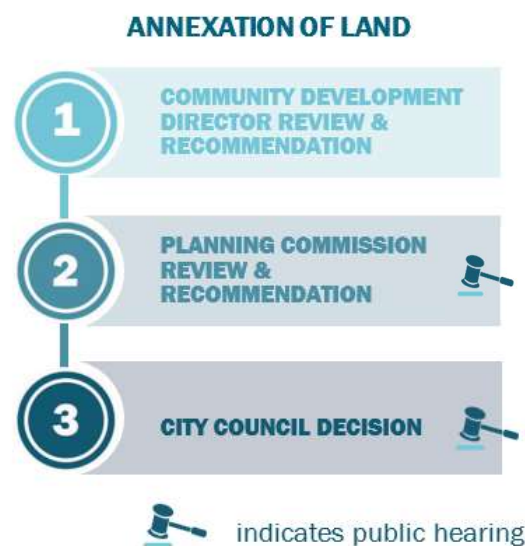 ANNEXATION OF LAND
1
COMMUNITY DEVELOPMENT
DIRECTOR REVIEW &
RECOMMENDATION
2
PLANNING COMMISSION
REVIEW &
RECOMMENDATION
3
CITY COUNCIL DECISION
indicates public hearing